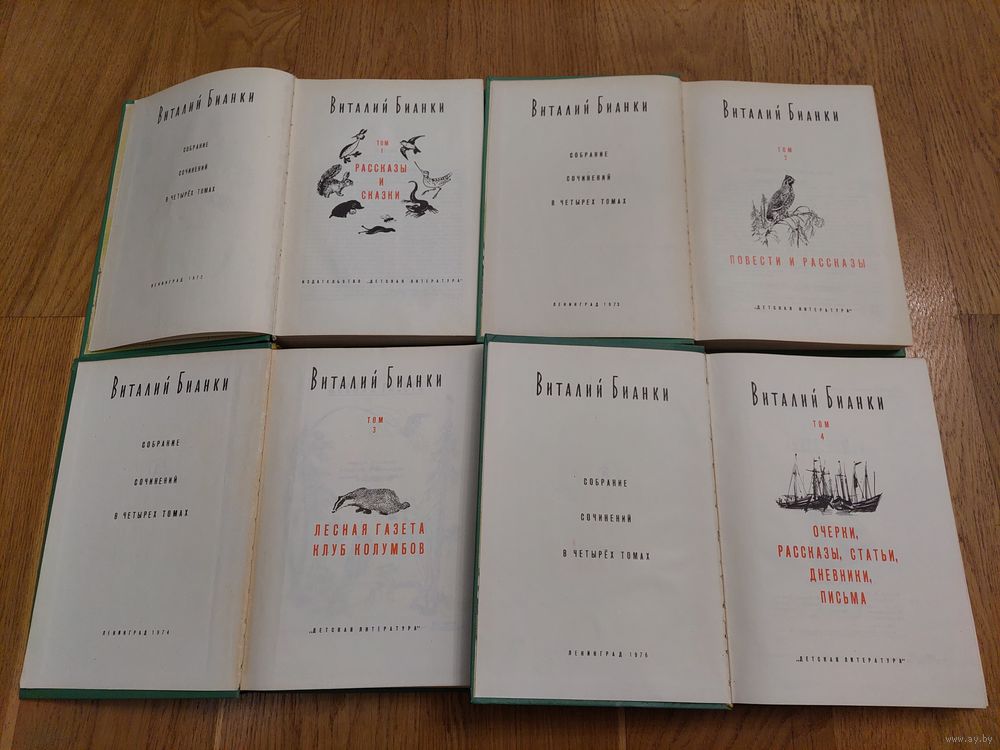 Виталий Бианки
СОБРАНИЕ
СОЧИНЕНИЙ
В ЧЕТЫРЁХ ТОМАХ
ЛЕНИНГРАД 1972
Виталий Бианки
ТОМ
1
РАССКАЗЫ
И
СКАЗКИ
ИЗДАТЕЛЬСТВО „ДЕТСКАЯ ЛИТЕРАТУРА"
Виталий Бианки
СОБРАНИЕ
СОЧИНЕНИЙ
В ЧЕТЫРЕХ ТОМАХ
ЛЕНИНГРАД 1973
Виталий Бианки
ТОМ
2
ПОВЕСТИ И РАССКАЗЫ
„ДЕТСКАЯ ЛИТЕРАТУРА"
Виталий Бианки
СОБРАНИЕ
СОЧИНЕНИЙ
В ЧЕТЫРЕХ ТОМАХ
ЛЕНИНГРАД 1974
Виталий Бианки
ТОМ
3
ЛЕСНАЯ ГАЗЕТА
КЛУБ КОЛУМБОВ
„ДЕТСКАЯ ЛИТЕРАТУРА"
Виталий Бианки
СОБРАНИЕ
СОЧИНЕНИЙ
В ЧЕТЫРЁХ ТОМАХ
ЛЕНИНГРАД 1976
Виталий Бианки
ТОМ
4
ОЧЕРКИ,
РАССКАЗЫ, СТАТЬИ,
ДНЕВНИКИ,
ПИСЬМА
„ДЕТСКАЯ ЛИТЕРАТУРА"
www.ay.by